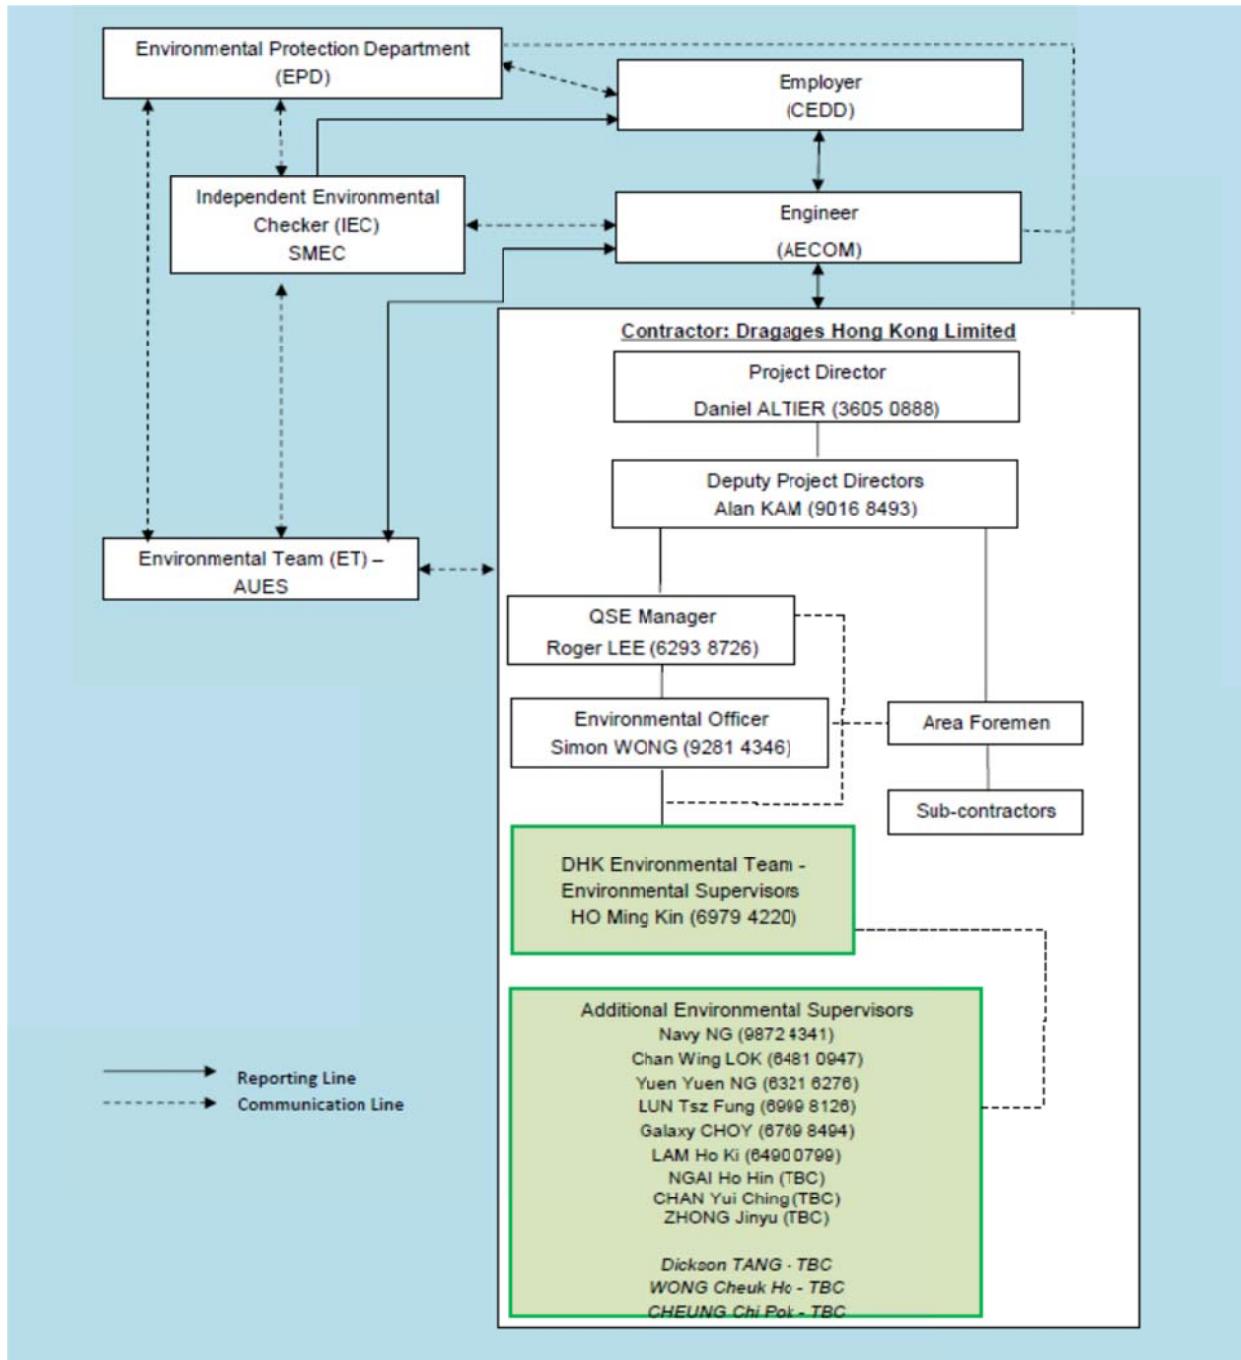 Environmental Protection Department
(EPD)
Employer
(CEDD)
Independent Environmental
Checker (IEC)
SMEC
Engineer
(AECOM)
Contractor: Dragages Hong Kong Limited
Project Director
Daniel ALTIER (3605 0888)
Deputy Project Directors
Alan KAM (9016 8493)
Environmental Team (ET) –
AUES
QSE Manager
Roger LEE (6293 8726)
Environmental Officer
Simon WONG (9281 4346)
Area Foremen
Sub-contractors
DHK Environmental Team -
Environmental Supervisors
HO Ming Kin (6979 4220)
Additional Environmental Supervisors
Navy NG (9872 4341)
Chan Wing LOK (6481 0947)
Yuen Yuen NG (6321 6276)
LUN Tsz Fung (6999 8126)
Galaxy CHOY (6769 8494)
LAM Ho Ki (6490 0799)
NGAI Ho Hin (TBC)
CHAN Yui Ching (TBC)
ZHONG Jinyu (TBC)
Dickson TANG - TBC
WONG Cheuk Ho - TBC
CHEUNG Chi Pok - TBC
Reporting Line
Communication Line